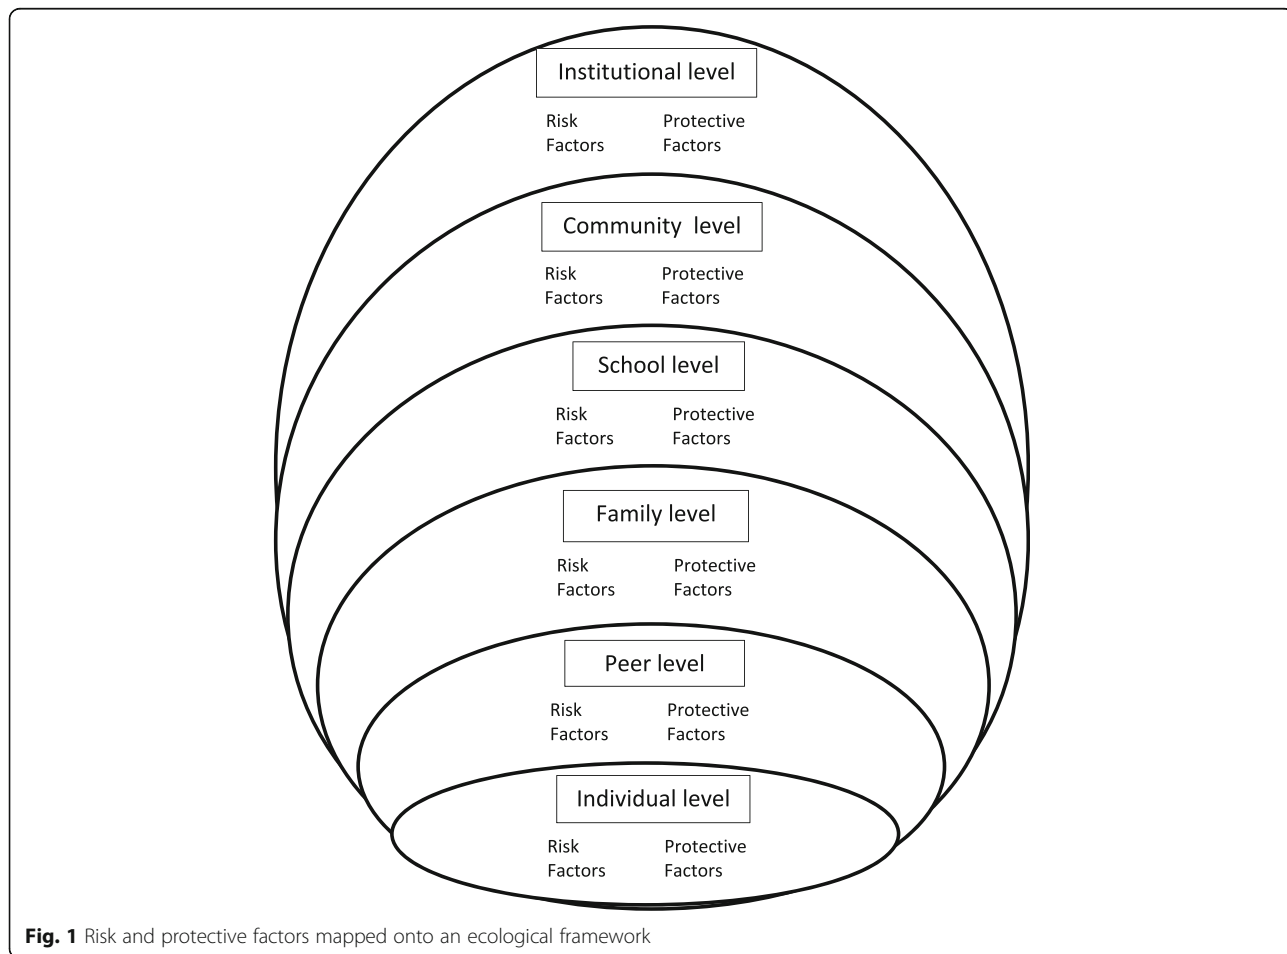 Institutional level
Risk Protective
Factors Factors
Community level
Risk Protective
Factors Factors
School level
Risk Protective
Factors Factors
Family level
Risk Protective
Factors Factors
Peer level
Risk Protective
Factors Factors
Individual level
Risk Protective
Factors Factors
Fig. 1 Risk and protective factors mapped onto an ecological framework